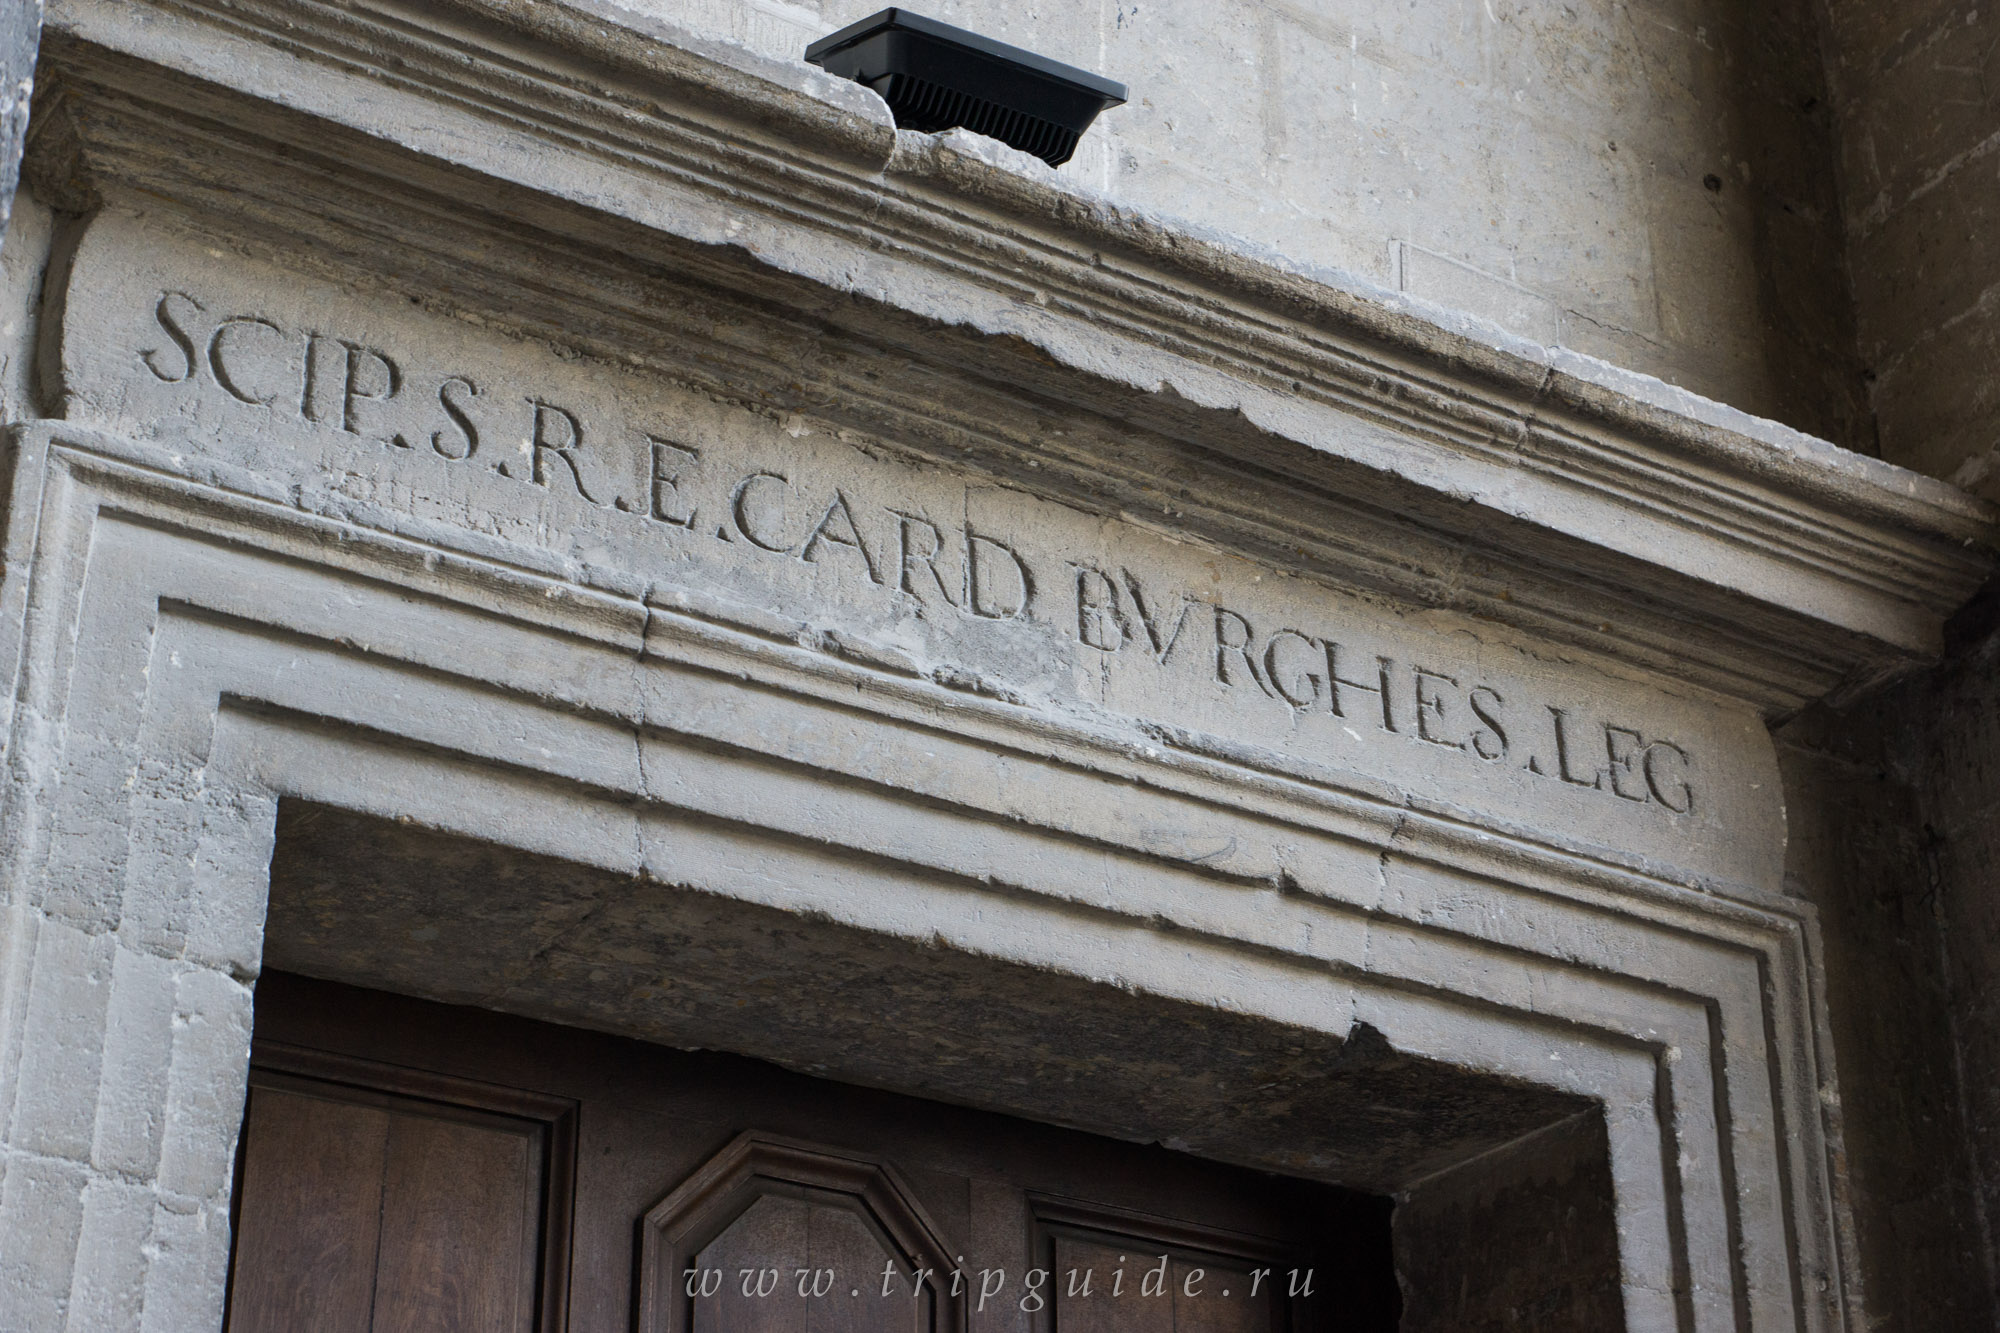 SCIP.S.R.E.CARD BVRGHES.LEG
www.tripguide.ru